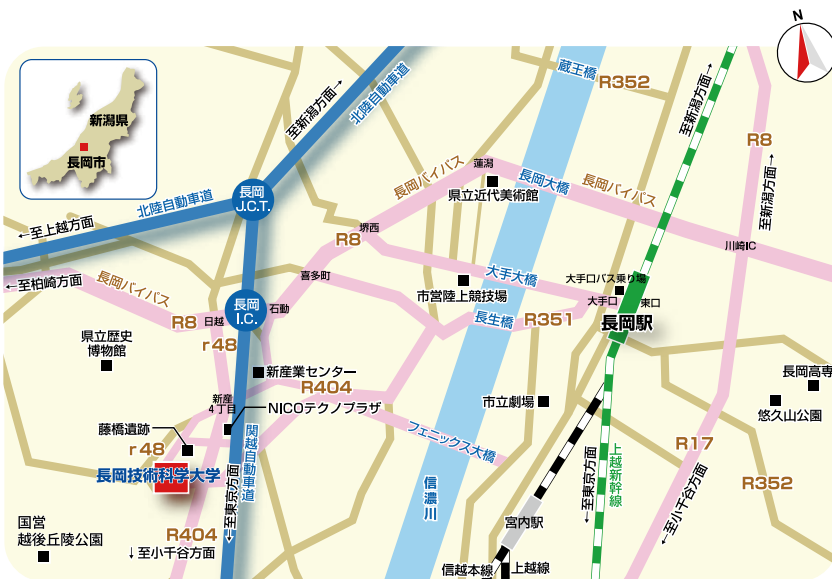 N
新潟県
長岡市
至新潟方面→
北陸自動車道
蔵王橋
R352
至新潟方面→
R8
至新潟方面→
北陸自動車道
長岡
J.C.T.
長岡バイパス
蓮潟
県立近代美術館
長岡大橋
長岡バイパス
←至上越方面
堺西
R8
川崎IC
←至柏崎方面
長岡バイパス
喜多町
大手大橋
大手口バス乗り場
大手口
東口
市営陸上競技場
長岡
I.C.
石動
R8
日越
r48
長生橋
R351
長岡駅
県立歴史
博物館
新産業センター
R404
長岡高専
新産
4丁目
NICOテクノプラザ
市立劇場
悠久山公園
藤橋遺跡
r48
フェニックス大橋
R17
長岡技術科学大学
関越自動車道
←至東京方面
信濃川
←至東京方面
上越新幹線
←至小千谷方面
R352
国営
越後丘陵公園
R404
↓至小千谷方面
宮内駅
信越本線
上越線